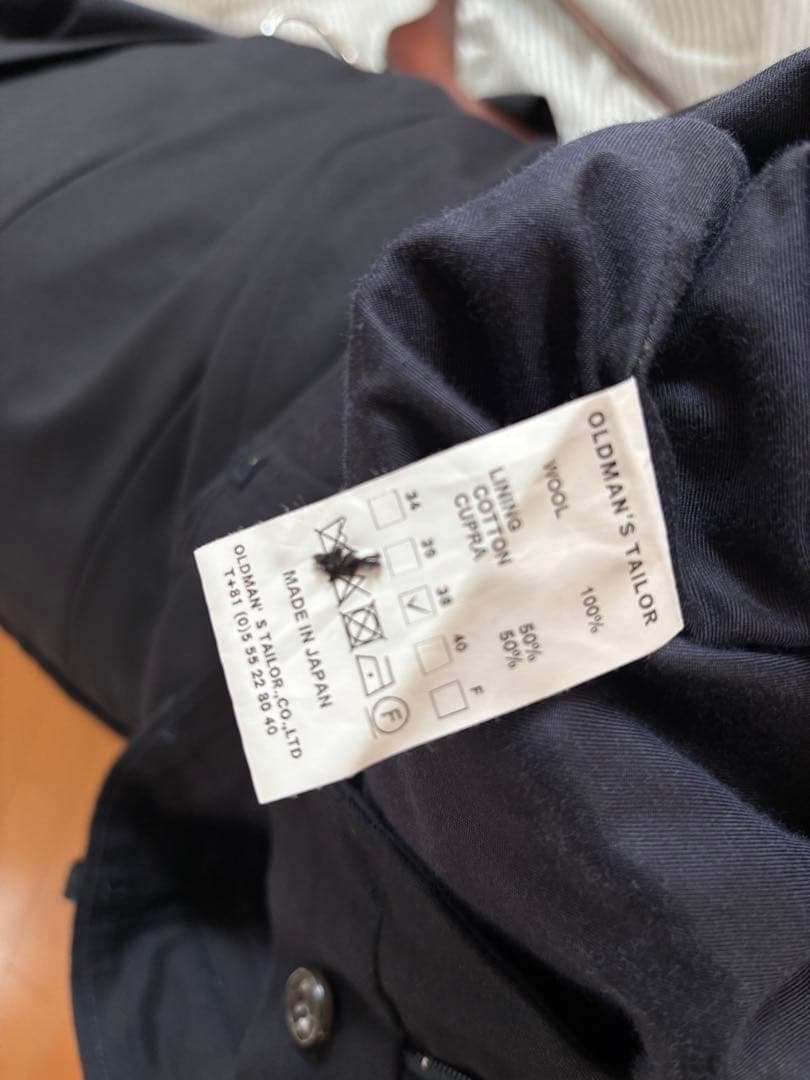 OLDMAN'S TAILOR
WOOL 100%
LINING
COTTON 50%
CUPRA 50%
34 36 38 40 F
F
MADE IN JAPAN
OLDMAN' S TAILOR.,CO.,LTD
T+81 (0)5 55 22 80 40